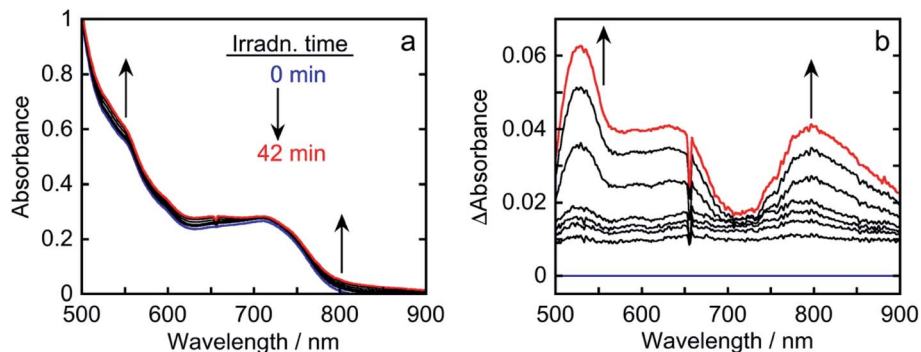 a
Irradn. time
0 min
42 min
1
0.8
0.6
0.4
0.2
0
Absorbance
500 600 700 800 900
Wavelength / nm
b
0.06
0.04
0.02
0
ΔAbsorbance
500 600 700 800 900
Wavelength / nm